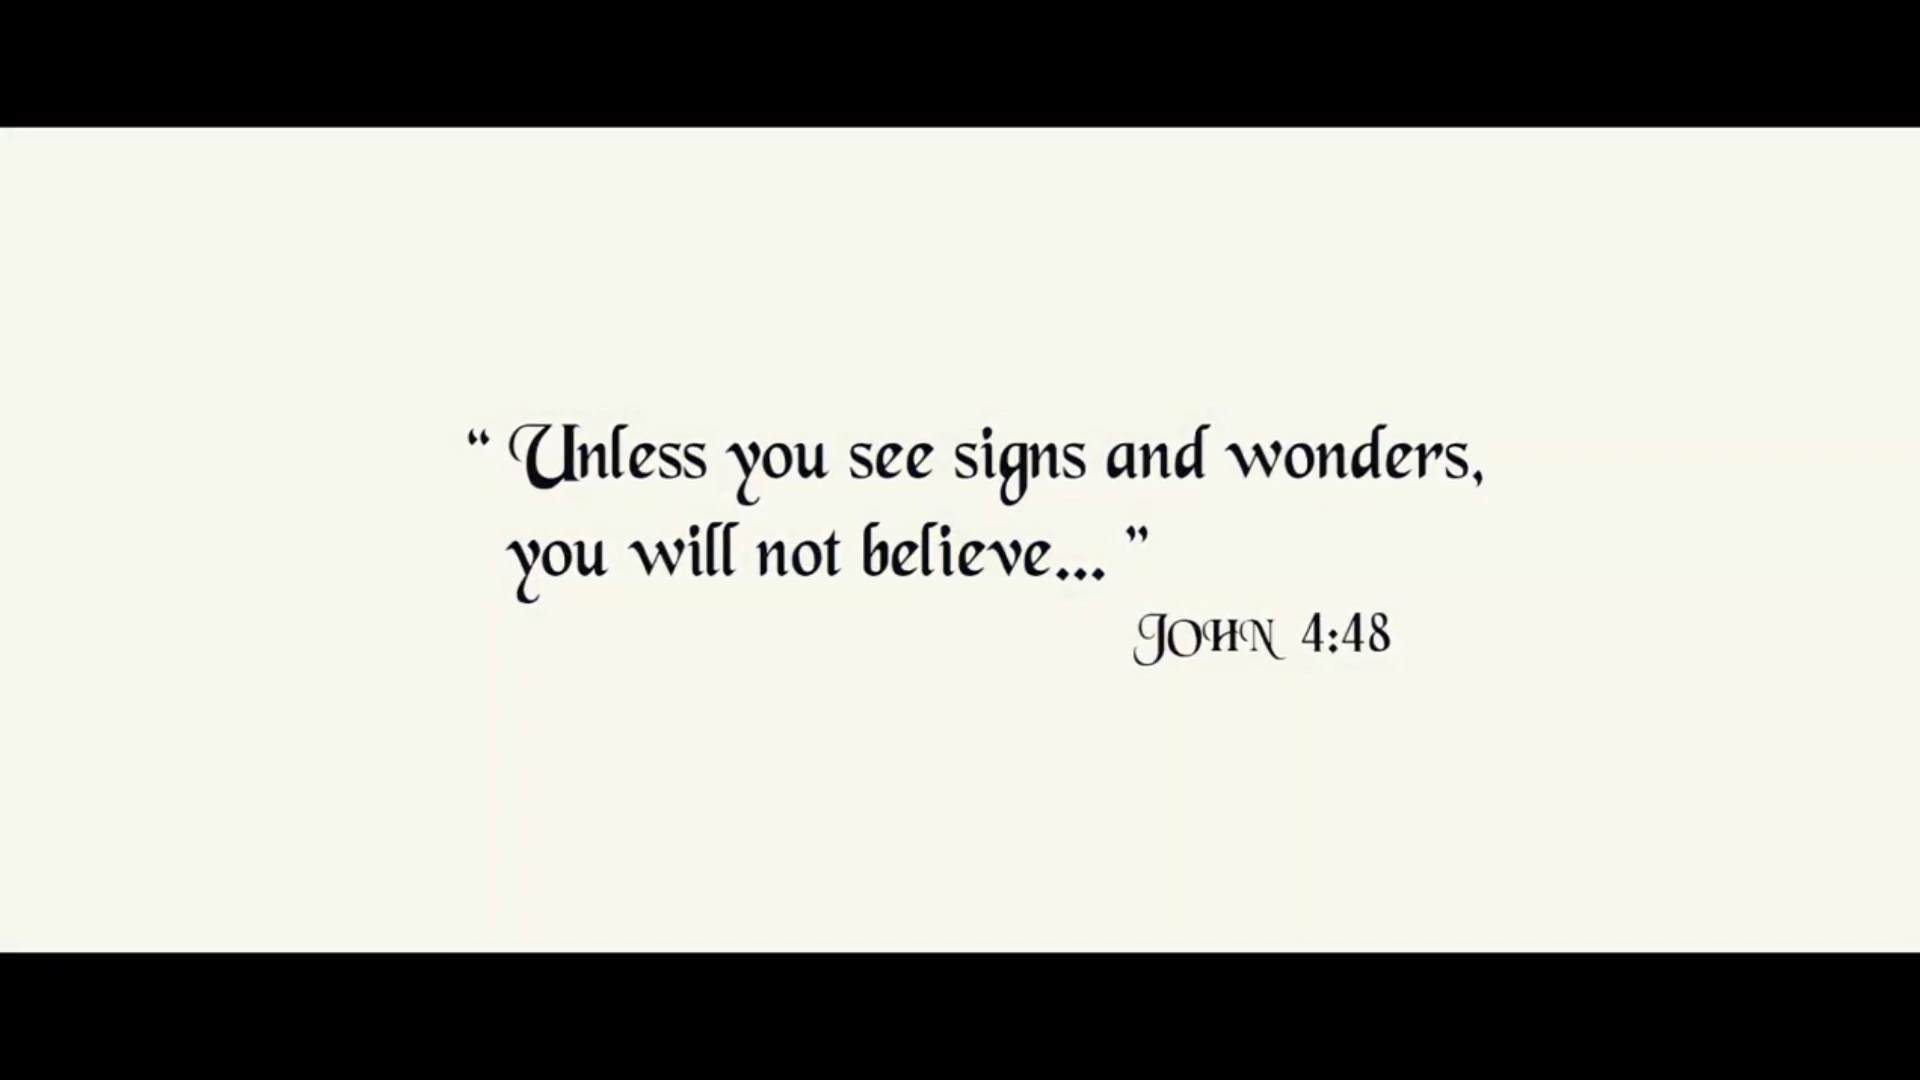 “ Unless you see signs and wonders,
you will not believe... ”
JOHN 4:48